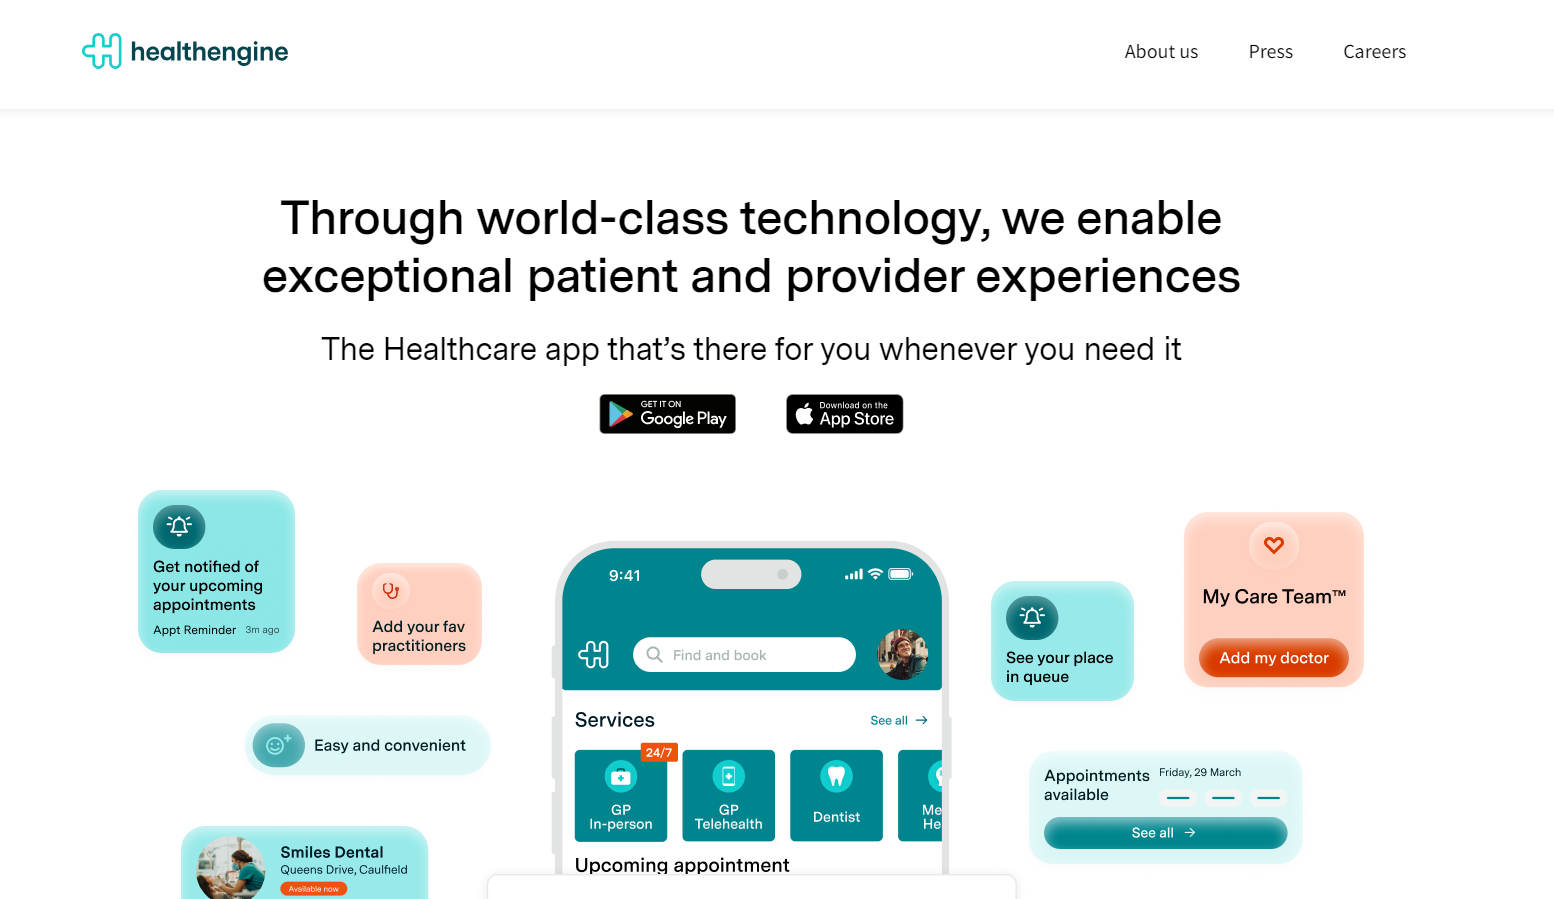 healthengine
About us
Press
Careers
Through world-class technology, we enable
exceptional patient and provider experiences
The Healthcare app that’s there for you whenever you need it
GET IT ON
Google Play
Download on the
App Store
Get notified of
your upcoming
appointments
Appt Reminder 3m ago
Add your fav
practitioners
Easy and convenient
Smiles Dental
Queens Drive, Caulfield
Available now
9:41
Find and book
Services
See all
24/7
GP
In-person
GP
Telehealth
Dentist
Me
He
Upcoming appointment
See your place
in queue
My Care Team™
Add my doctor
Appointments
available
Friday, 29 March
See all